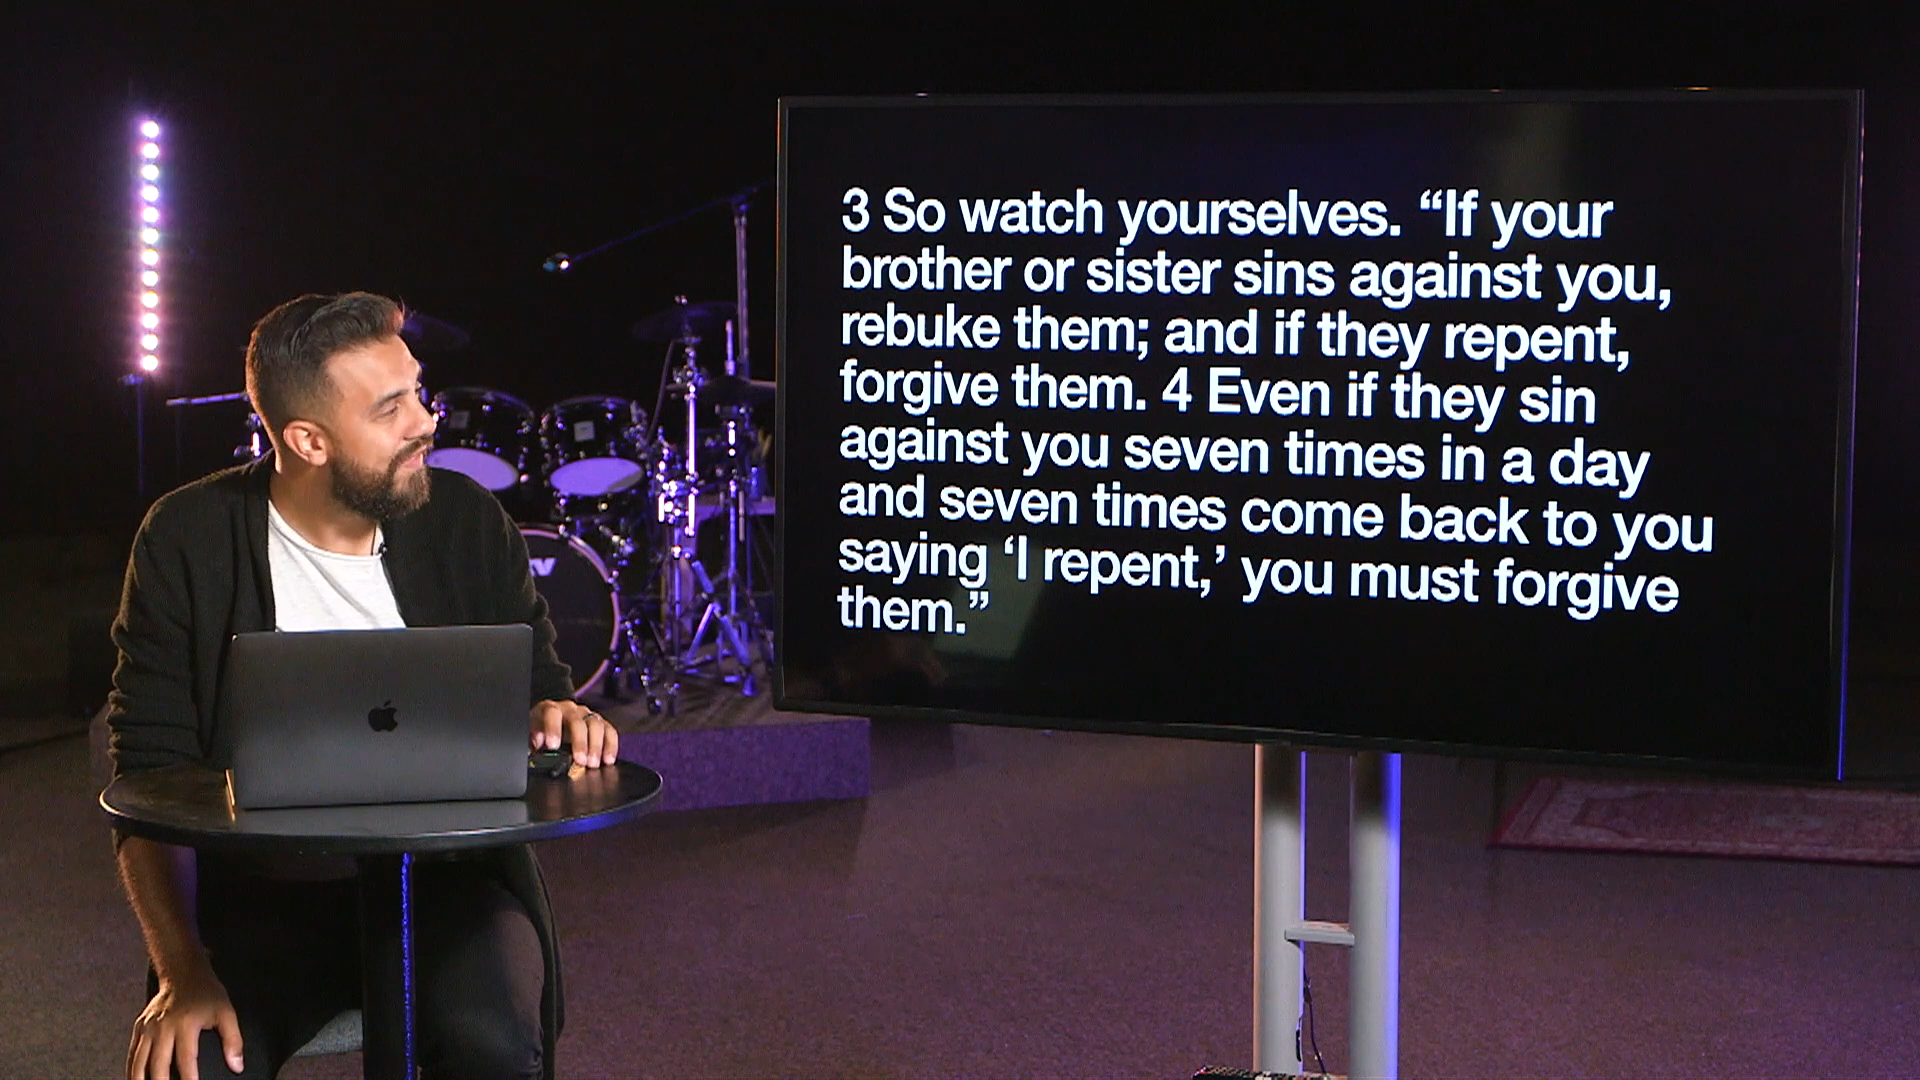 3 So watch yourselves. “If your
brother or sister sins against you,
rebuke them; and if they repent,
forgive them. 4 Even if they sin
against you seven times in a day
and seven times come back to you
saying ‘I repent,’ you must forgive
them.”